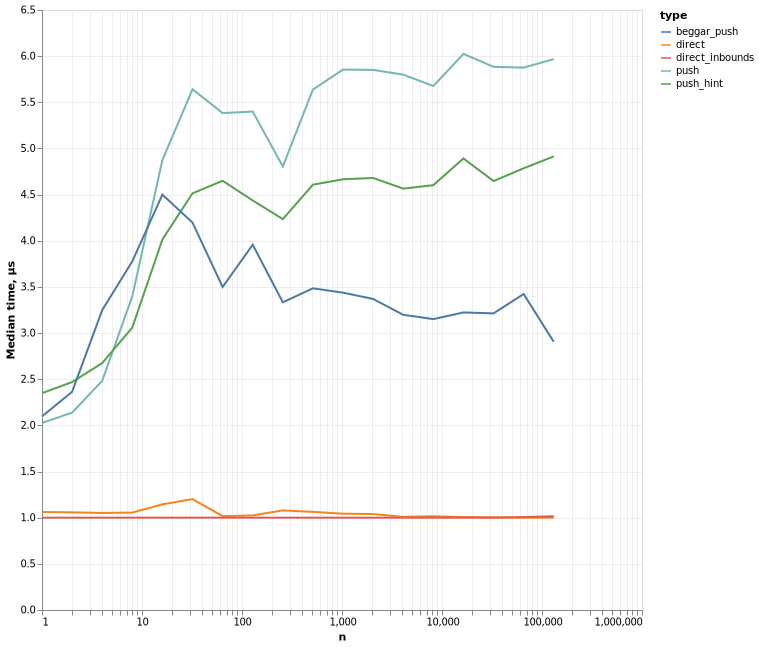 6.5
6.0
5.5
5.0
4.5
4.0
3.5
3.0
2.5
2.0
1.5
1.0
0.5
0.0
Median time, µs
1 10 100 1,000 10,000 100,000 1,000,000
n
type
beggar_push
direct
direct_inbounds
push
push_hint